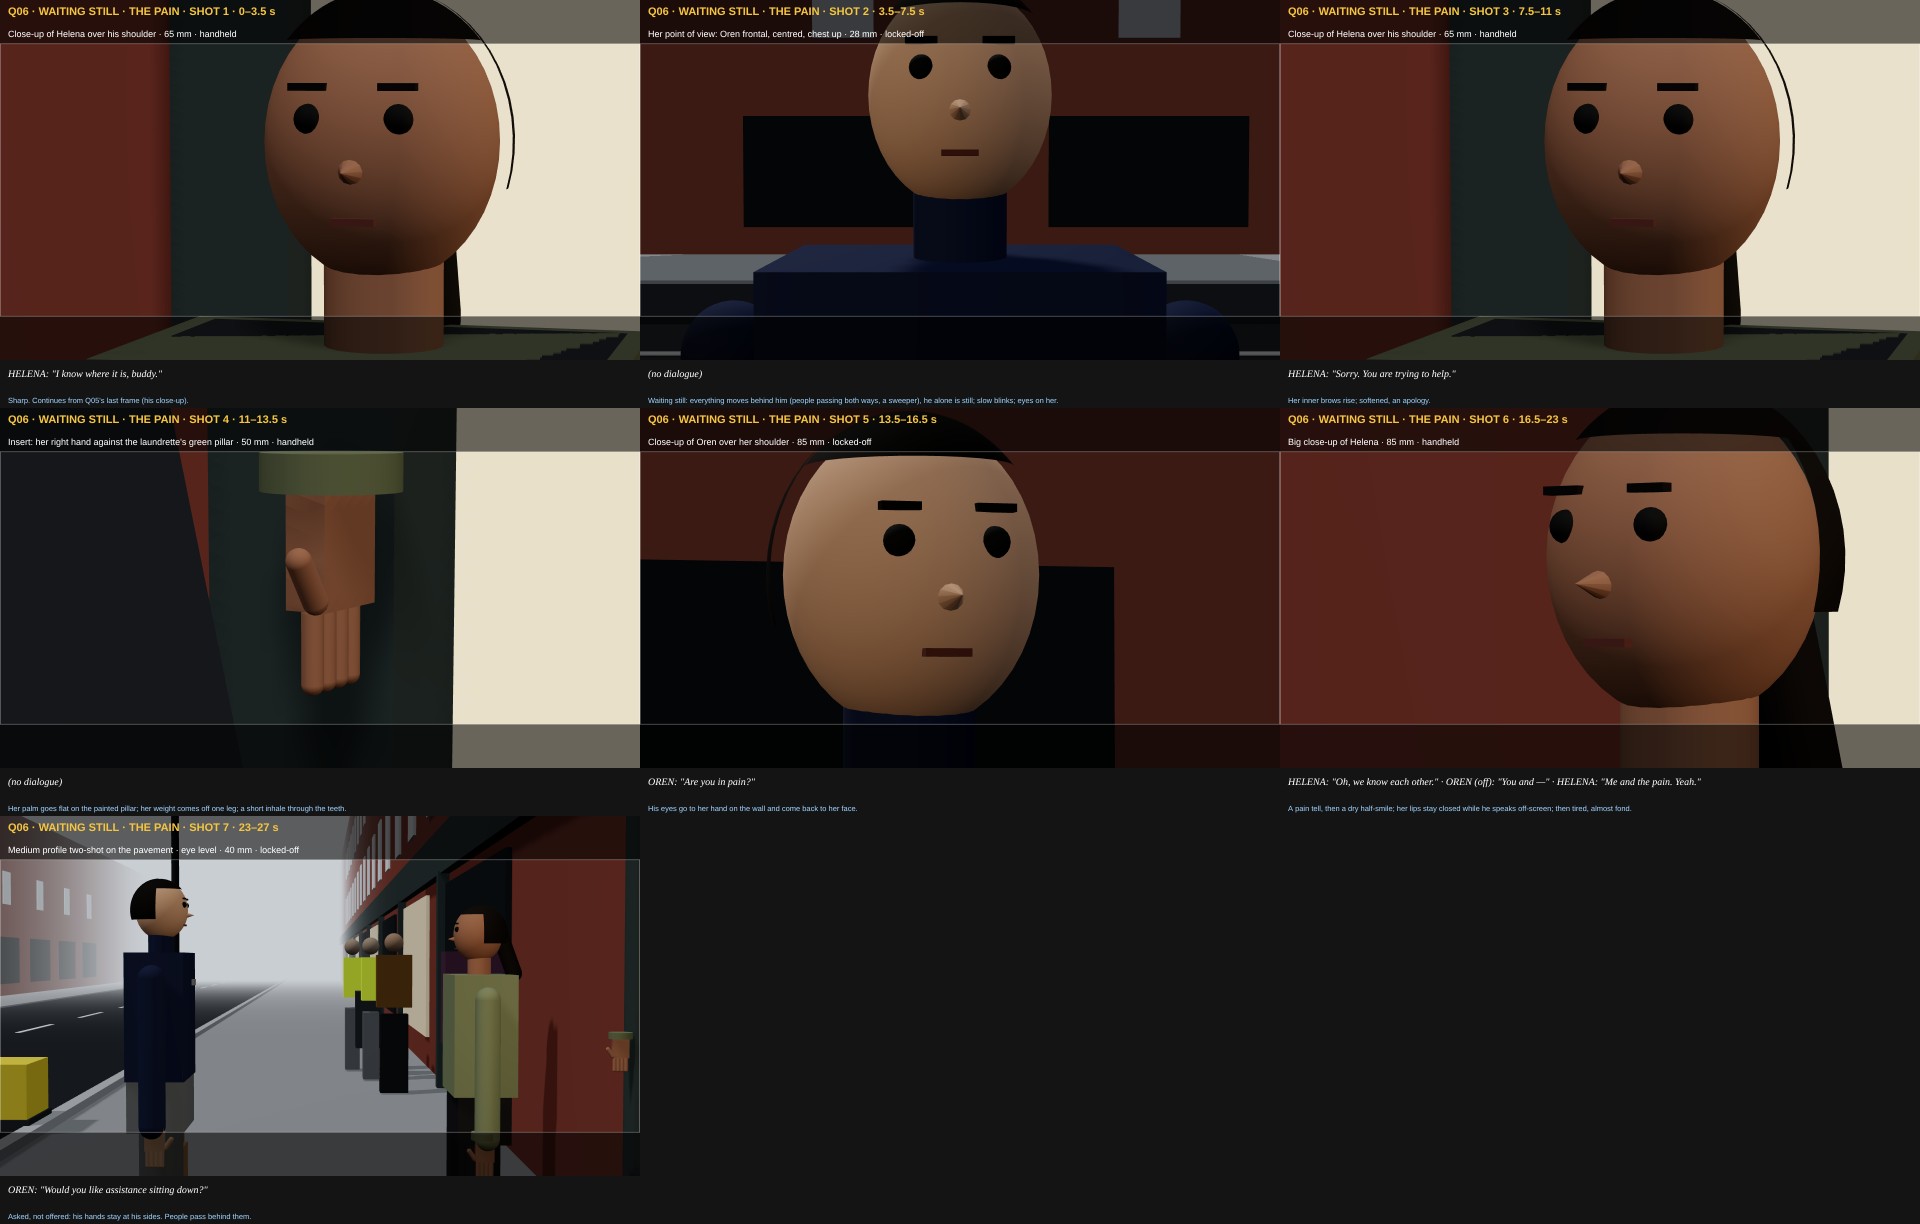 Q06 · WAITING STILL · THE PAIN · SHOT 1 · 0–3.5 s
Close-up of Helena over his shoulder · 65 mm · handheld
HELENA: "I know where it is, buddy."
Sharp. Continues from Q05's last frame (his close-up).
Q06 · WAITING STILL · THE PAIN · SHOT 2 · 3.5–7.5 s
Her point of view: Oren frontal, centred, chest up · 28 mm · locked-off
(no dialogue)
Waiting still: everything moves behind him (people passing both ways, a sweeper), he alone is still; slow blinks; eyes on her.
Q06 · WAITING STILL · THE PAIN · SHOT 3 · 7.5–11 s
Close-up of Helena over his shoulder · 65 mm · handheld
HELENA: "Sorry. You are trying to help."
Her inner brows rise; softened, an apology.
Q06 · WAITING STILL · THE PAIN · SHOT 4 · 11–13.5 s
Insert: her right hand against the laundrette's green pillar · 50 mm · handheld
(no dialogue)
Her palm goes flat on the painted pillar; her weight comes off one leg; a short inhale through the teeth.
Q06 · WAITING STILL · THE PAIN · SHOT 5 · 13.5–16.5 s
Close-up of Oren over her shoulder · 85 mm · locked-off
OREN: "Are you in pain?"
His eyes go to her hand on the wall and come back to her face.
Q06 · WAITING STILL · THE PAIN · SHOT 6 · 16.5–23 s
Big close-up of Helena · 85 mm · handheld
HELENA: "Oh, we know each other." · OREN (off): "You and —" · HELENA: "Me and the pain. Yeah."
A pain tell, then a dry half-smile; her lips stay closed while he speaks off-screen; then tired, almost fond.
Q06 · WAITING STILL · THE PAIN · SHOT 7 · 23–27 s
Medium profile two-shot on the pavement · eye level · 40 mm · locked-off
OREN: "Would you like assistance sitting down?"
Asked, not offered: his hands stay at his sides. People pass behind them.